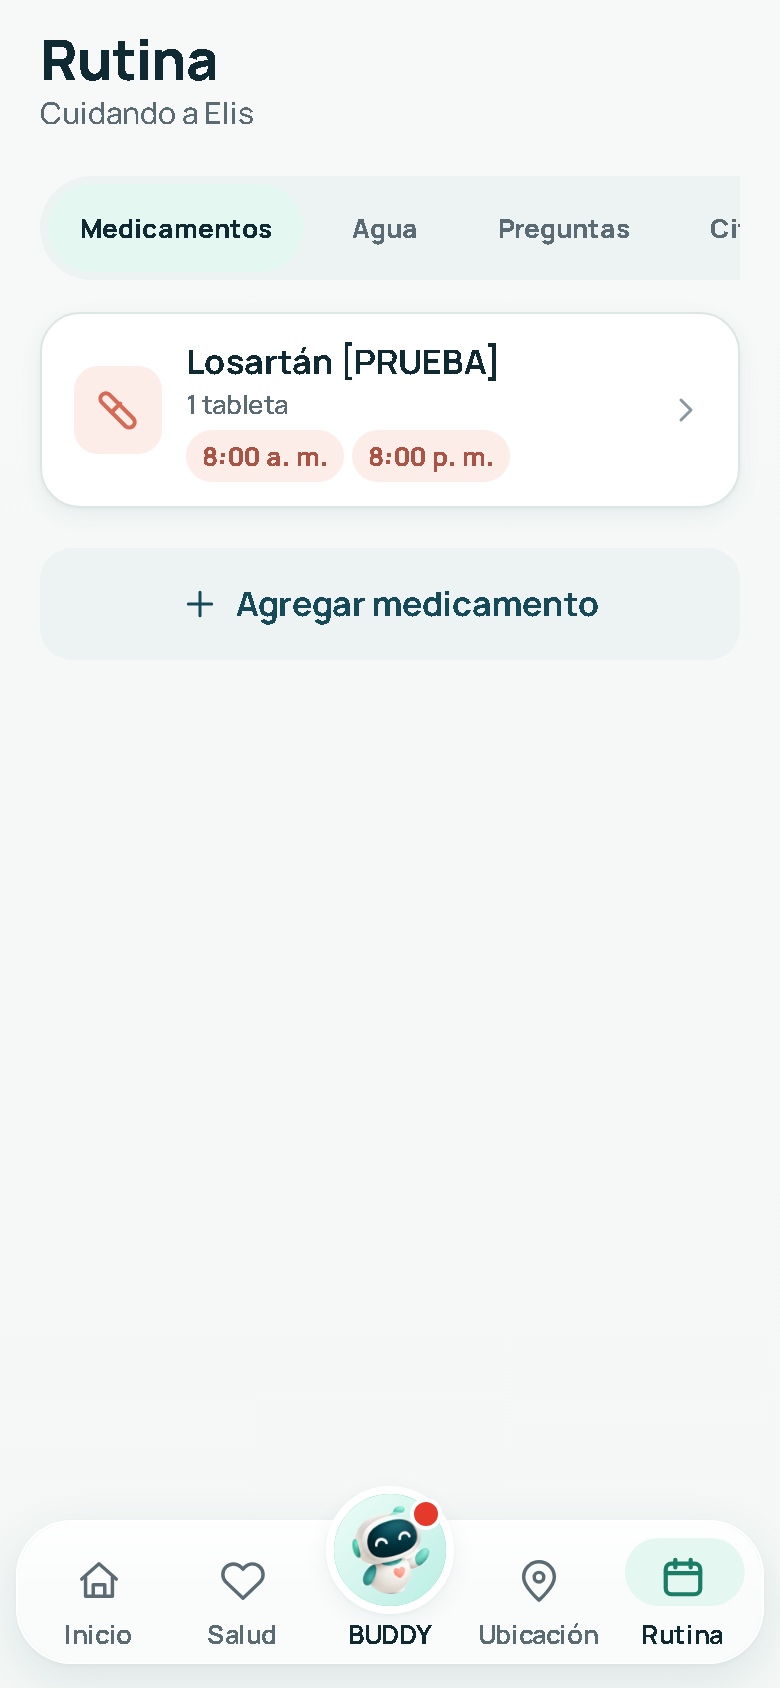 Rutina
Cuidando a Elis
Medicamentos
Agua
Preguntas
Losartán [PRUEBA]
1 tableta
8:00 a. m.
8:00 p. m.
Agregar medicamento
Inicio
Salud
BUDDY
Ubicación
Rutina